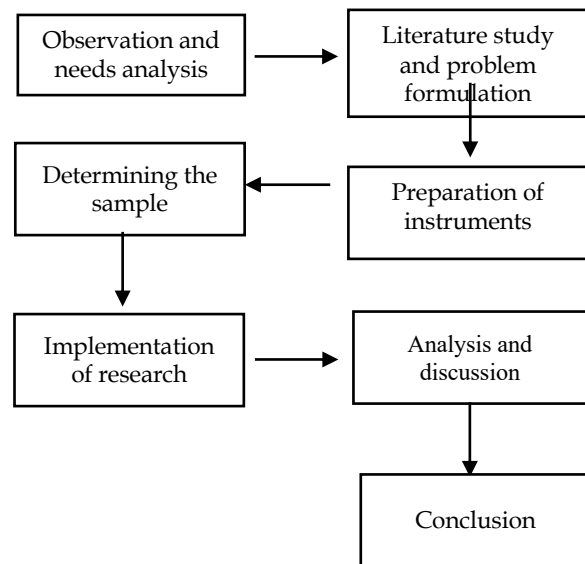 Observation and
needs analysis
Literature study
and problem
formulation
Preparation of
instruments
Determining the
sample
Implementation
of research
Analysis and
discussion
Conclusion